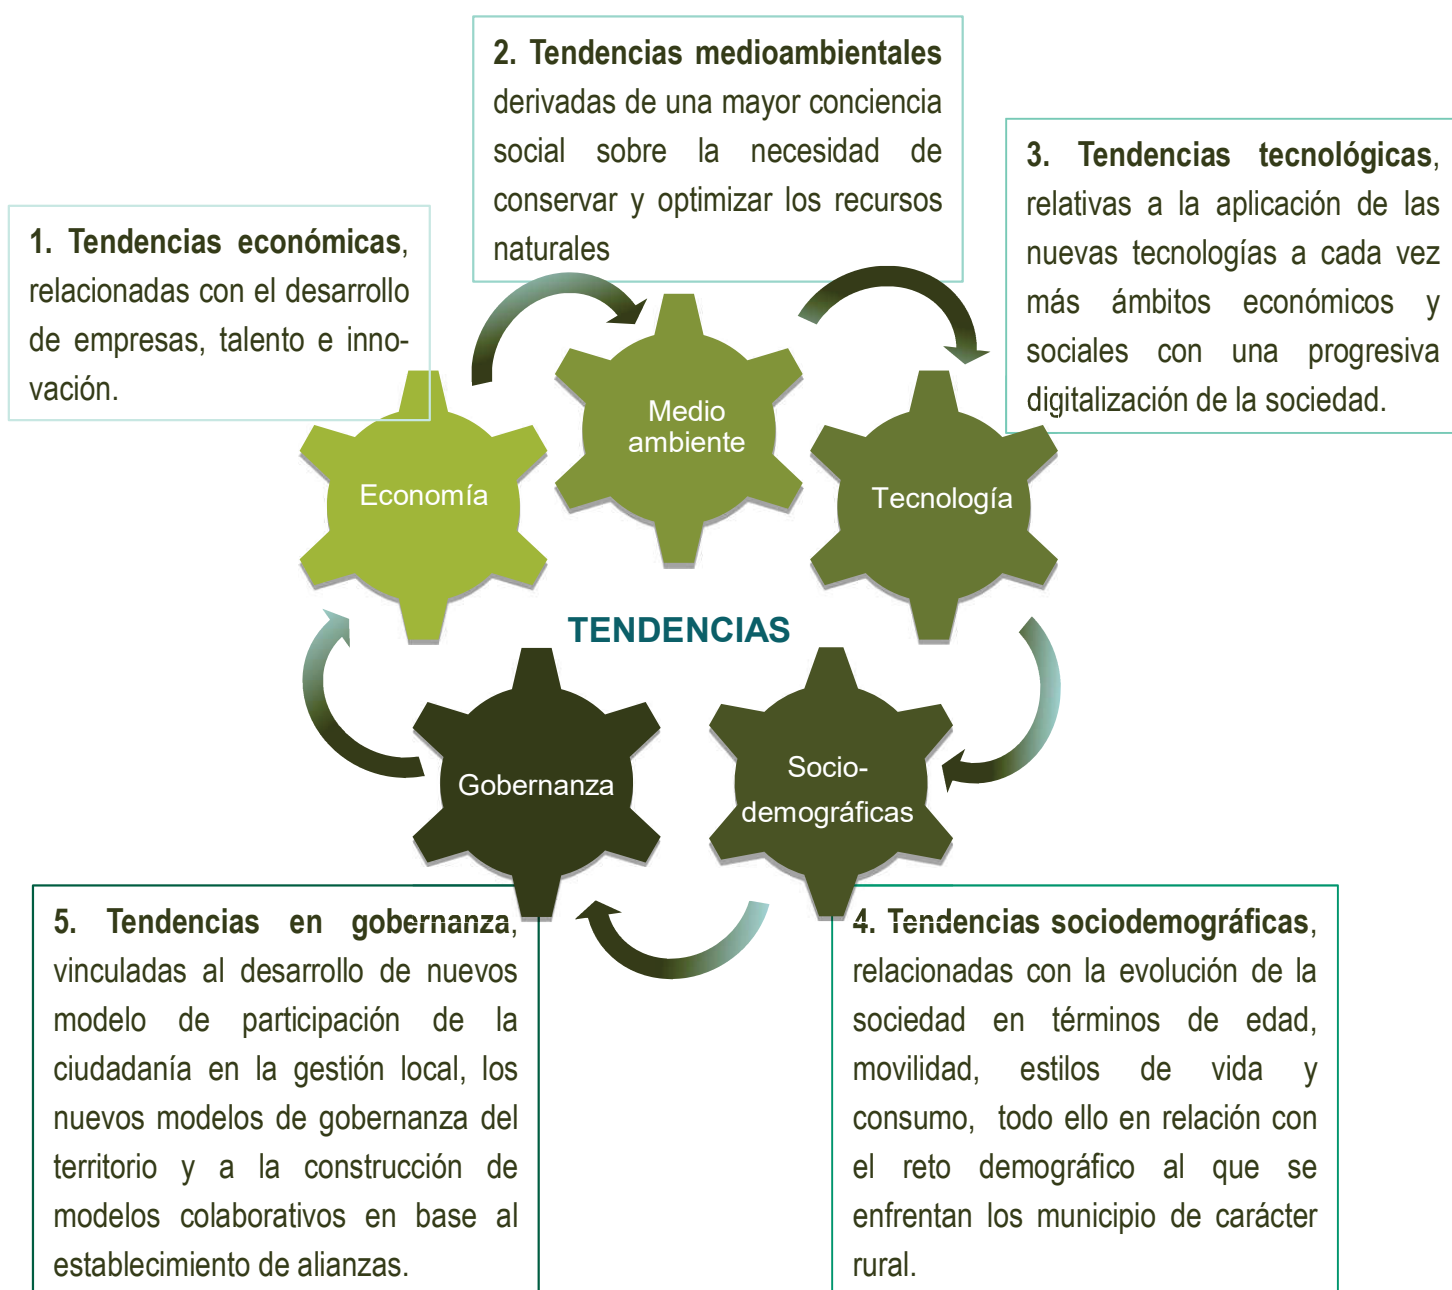 1. Tendencias económicas,
relacionadas con el desarrollo
de empresas, talento e inno-
vación.
2. Tendencias medioambientales
derivadas de una mayor conciencia
social sobre la necesidad de
conservar y optimizar los recursos
naturales
3. Tendencias tecnológicas,
relativas a la aplicación de las
nuevas tecnologías a cada vez
más ámbitos económicos y
sociales con una progresiva
digitalización de la sociedad.
Economía
Medio
ambiente
Tecnología
TENDENCIAS
Gobernanza
Socio-
demográficas
5. Tendencias en gobernanza,
vinculadas al desarrollo de nuevos
modelo de participación de la
ciudadanía en la gestión local, los
nuevos modelos de gobernanza del
territorio y a la construcción de
modelos colaborativos en base al
establecimiento de alianzas.
4. Tendencias sociodemográficas,
relacionadas con la evolución de la
sociedad en términos de edad,
movilidad, estilos de vida y
consumo, todo ello en relación con
el reto demográfico al que se
enfrentan los municipio de carácter
rural.